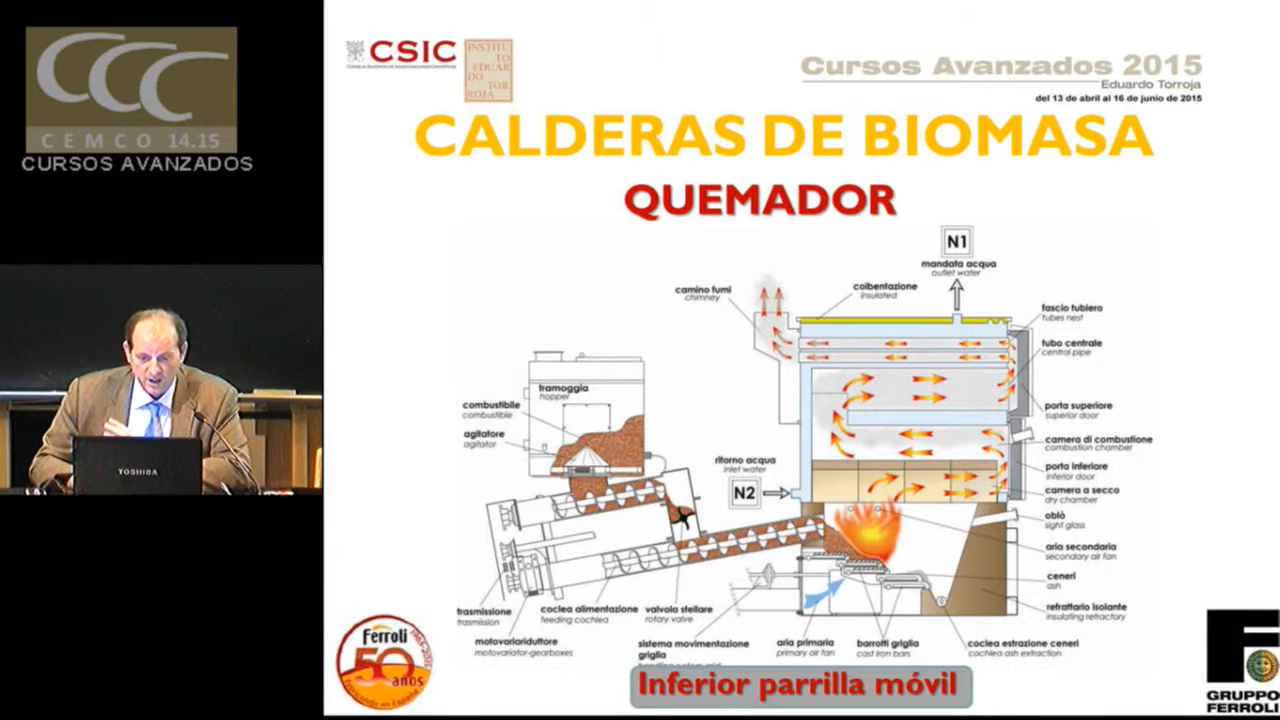 CCC
CEMCO 14.15
CURSOS AVANZADOS
CSIC
INSTITU
TO
EDUAR
DO
TOR
ROJA
Cursos Avanzados 2015
Eduardo Torroja
del 13 de abril al 16 de junio de 2015
CALDERAS DE BIOMASA
QUEMADOR
N1
mandata acqua
outlet water
camino fumi
chimney
coibentazione
insulated
fascio tubiero
tubes nest
tubo centrale
central pipe
tramoggia
hopper
combustibile
combustible
agitatore
agitator
porta superiore
superior door
camera di combustione
combustion chamber
ritorno acqua
inlet water
N2
porta inferiore
inferior door
camera a secco
dry chamber
oblò
sight glass
aria secondaria
secondary air fan
ceneri
ash
refrattario isolante
insulating refractory
trasmissione
trasmission
coclea alimentazione
feeding cochlea
valvola stellare
rotary valve
motovariariduttore
motovariator-gearboxes
sistema movimentazione
griglia
aria primaria
primary air fan
barrotti griglia
cast iron bars
coclea estrazione ceneri
cochlea ash extraction
Inferior parrilla móvil
Ferroli
50
años
TOSHIBA
GRUPPO
FERROLI